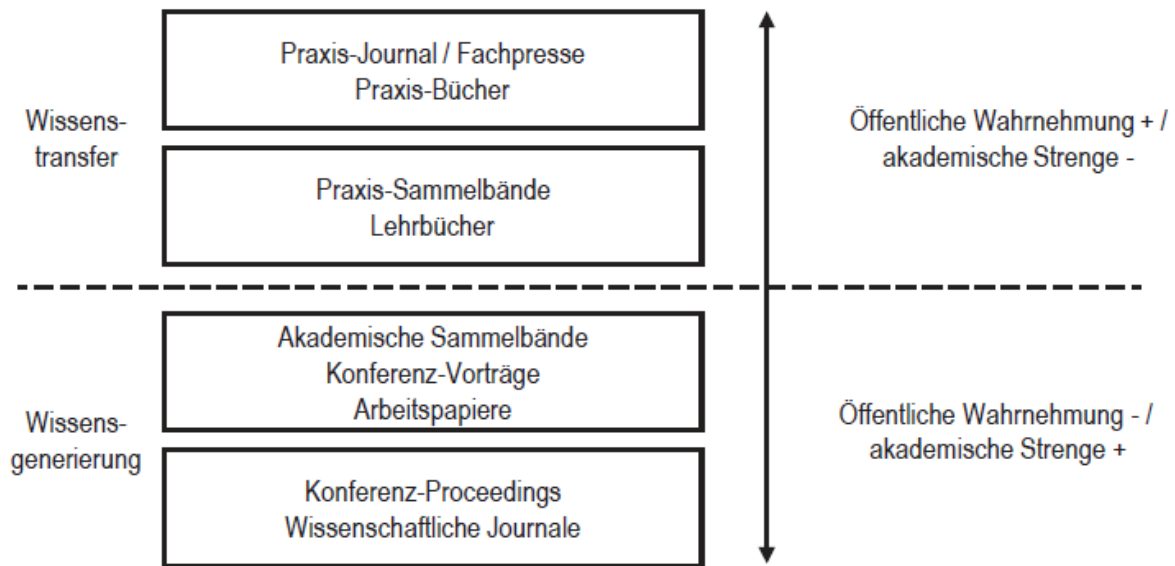 Praxis-Journal / Fachpresse
Praxis-Bücher
Wissens-
transfer
Öffentliche Wahrnehmung + /
akademische Strenge -
Praxis-Sammelbände
Lehrbücher
Akademische Sammelbände
Konferenz-Vorträge
Arbeitspapiere
Wissens-
generierung
Öffentliche Wahrnehmung - /
akademische Strenge +
Konferenz-Proceedings
Wissenschaftliche Journale